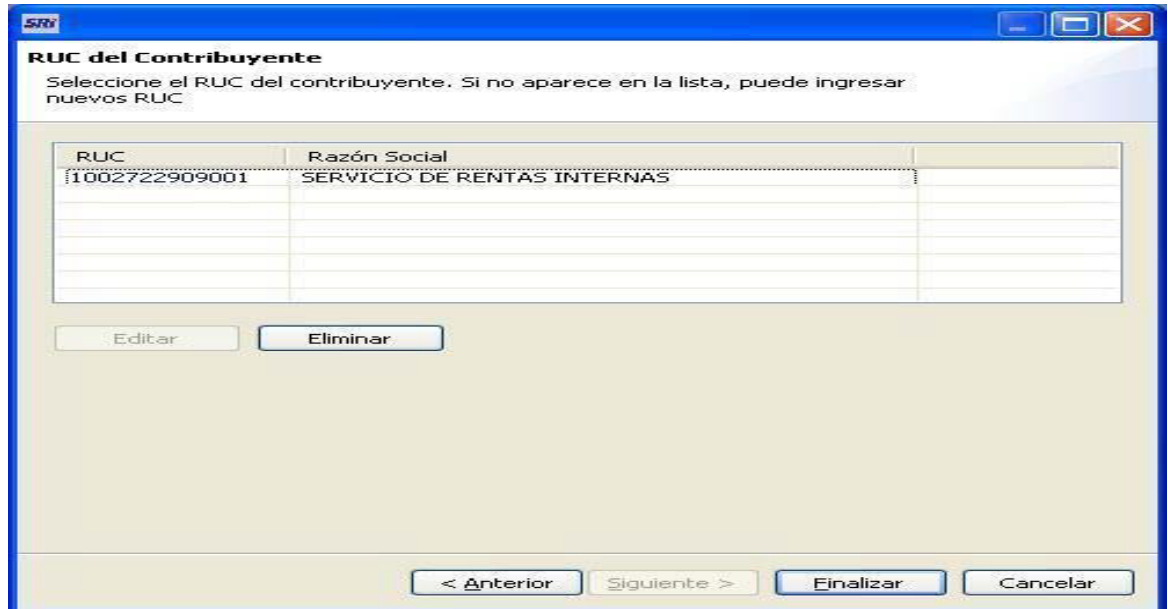 SRi
RUC del Contribuyente
Seleccione el RUC del contribuyente. Si no aparece en la lista, puede ingresar
nuevos RUC
RUC Razón Social
1002722909001 SERVICIO DE RENTAS INTERNAS
Editar Eliminar
< Anterior Siguiente > Finalizar Cancelar